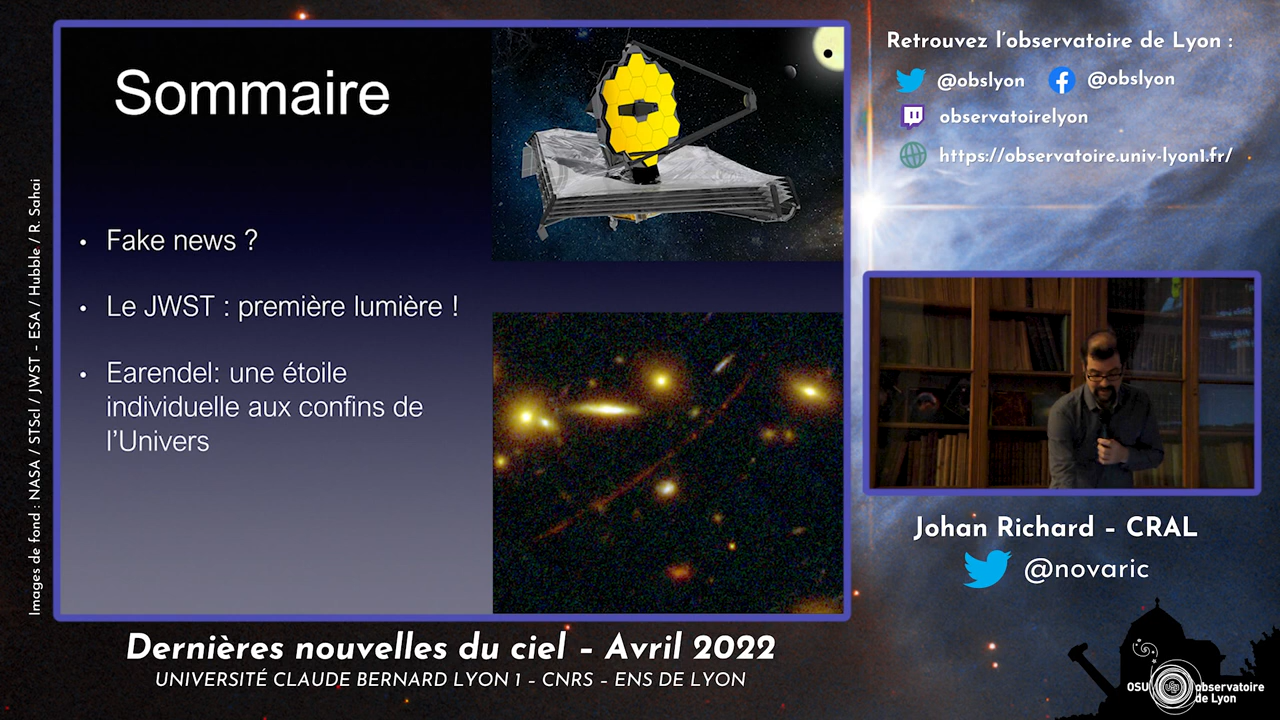 Sommaire
• Fake news ?
• Le JWST : première lumière !
• Earendel: une étoile
individuelle aux confins de
l'Univers
Images de fond : NASA / STScI / JWST - ESA / Hubble / R. Sahai
Dernières nouvelles du ciel – Avril 2022
UNIVERSITÉ CLAUDE BERNARD LYON 1 – CNRS – ENS DE LYON
Retrouvez l'observatoire de Lyon :
@obslyon @obslyon
observatoirelyon
https://observatoire.univ-lyon1.fr/
Johan Richard – CRAL
@novaric
OSU observatoire
de Lyon